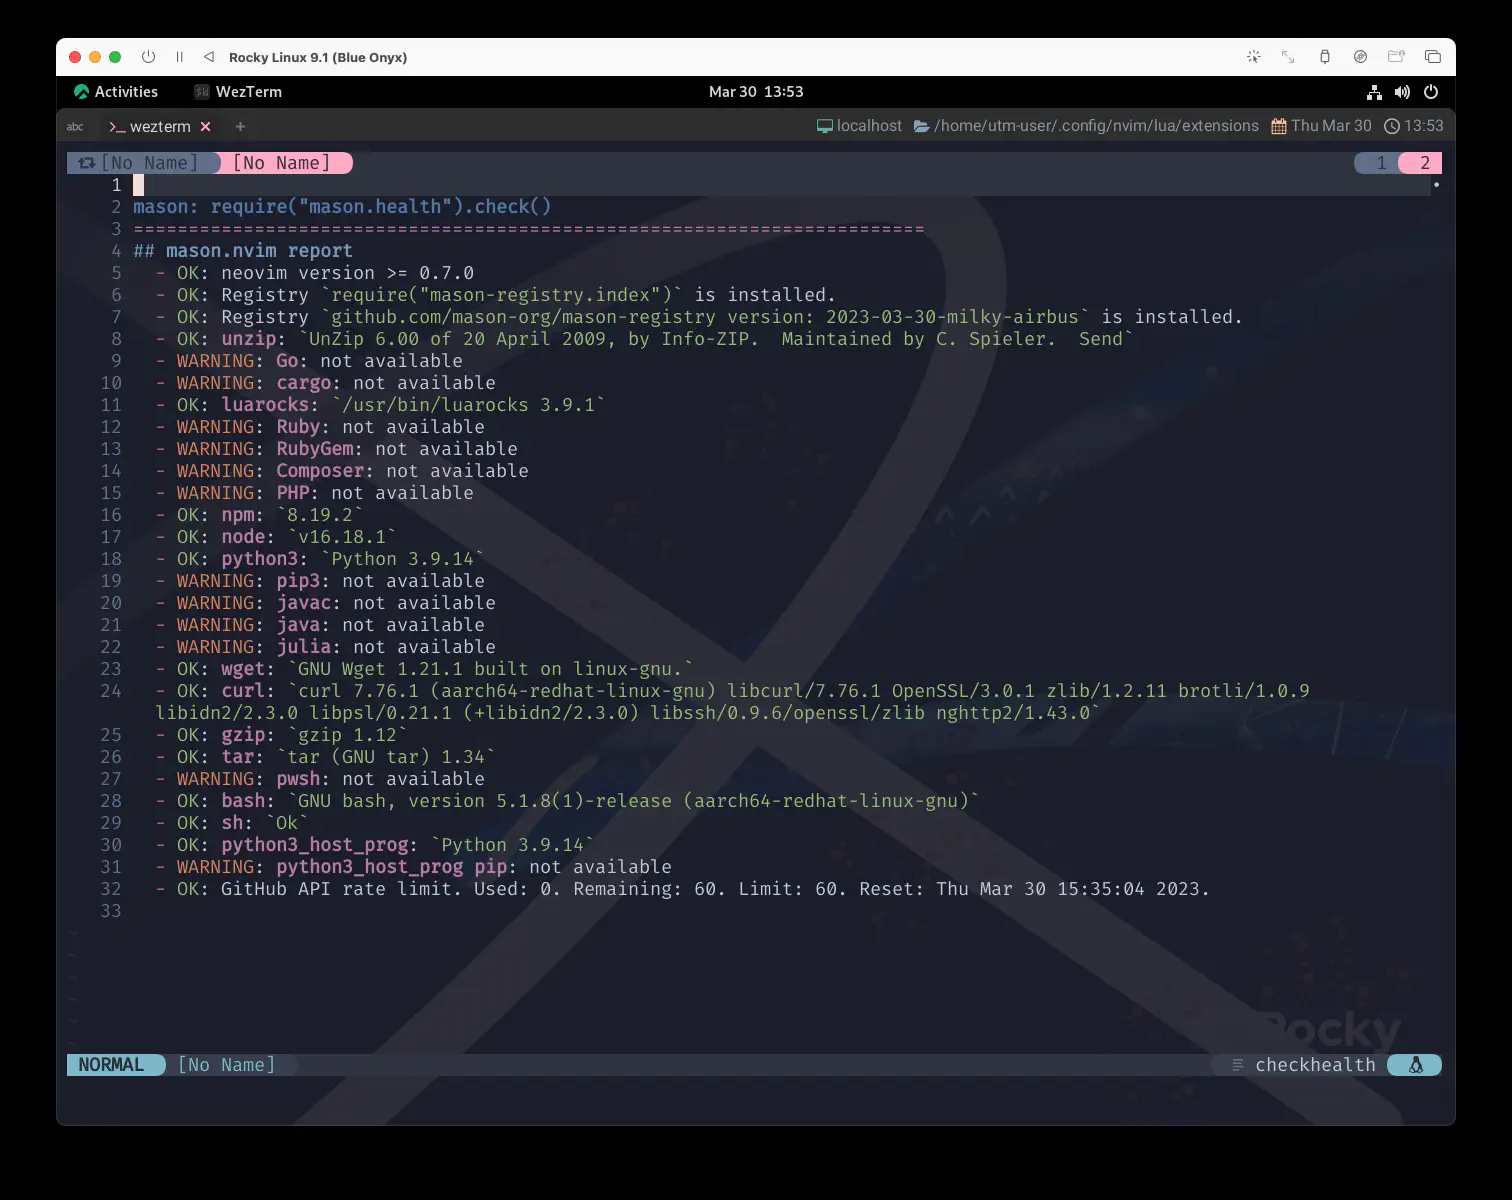 Rocky Linux 9.1 (Blue Onyx)
Activities WezTerm Mar 30 13:53
abc >_ wezterm × + localhost /home/utm-user/.config/nvim/lua/extensions Thu Mar 30 13:53
[No Name] [No Name] 1 2
1
2 mason: require("mason.health").check()
3 ========================================================================
4 ## mason.nvim report
5 - OK: neovim version >= 0.7.0
6 - OK: Registry `require("mason-registry.index")` is installed.
7 - OK: Registry `github.com/mason-org/mason-registry version: 2023-03-30-milky-airbus` is installed.
8 - OK: unzip: `UnZip 6.00 of 20 April 2009, by Info-ZIP.  Maintained by C. Spieler.  Send`
9 - WARNING: Go: not available
10 - WARNING: cargo: not available
11 - OK: luarocks: `/usr/bin/luarocks 3.9.1`
12 - WARNING: Ruby: not available
13 - WARNING: RubyGem: not available
14 - WARNING: Composer: not available
15 - WARNING: PHP: not available
16 - OK: npm: `8.19.2`
17 - OK: node: `v16.18.1`
18 - OK: python3: `Python 3.9.14`
19 - WARNING: pip3: not available
20 - WARNING: javac: not available
21 - WARNING: java: not available
22 - WARNING: julia: not available
23 - OK: wget: `GNU Wget 1.21.1 built on linux-gnu.`
24 - OK: curl: `curl 7.76.1 (aarch64-redhat-linux-gnu) libcurl/7.76.1 OpenSSL/3.0.1 zlib/1.2.11 brotli/1.0.9
libidn2/2.3.0 libpsl/0.21.1 (+libidn2/2.3.0) libssh/0.9.6/openssl/zlib nghttp2/1.43.0`
25 - OK: gzip: `gzip 1.12`
26 - OK: tar: `tar (GNU tar) 1.34`
27 - WARNING: pwsh: not available
28 - OK: bash: `GNU bash, version 5.1.8(1)-release (aarch64-redhat-linux-gnu)`
29 - OK: sh: `Ok`
30 - OK: python3_host_prog: `Python 3.9.14`
31 - WARNING: python3_host_prog pip: not available
32 - OK: GitHub API rate limit. Used: 0. Remaining: 60. Limit: 60. Reset: Thu Mar 30 15:35:04 2023.
33
Rocky
NORMAL [No Name] checkhealth